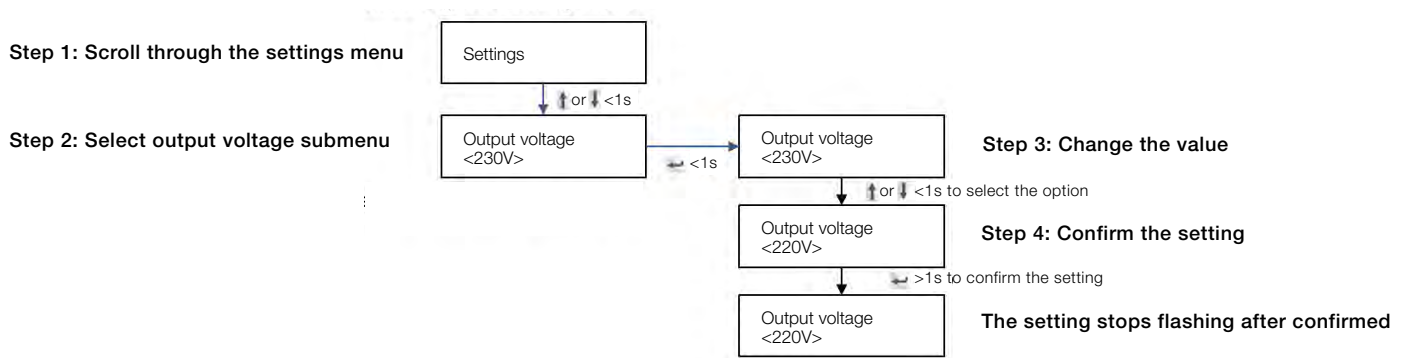 Step 1: Scroll through the settings menu
Settings
or <1s
Step 2: Select output voltage submenu
Output voltage
<230V>
<1s
Output voltage
<230V>
Step 3: Change the value
or <1s to select the option
Output voltage
<220V>
Step 4: Confirm the setting
>1s to confirm the setting
Output voltage
<220V>
The setting stops flashing after confirmed